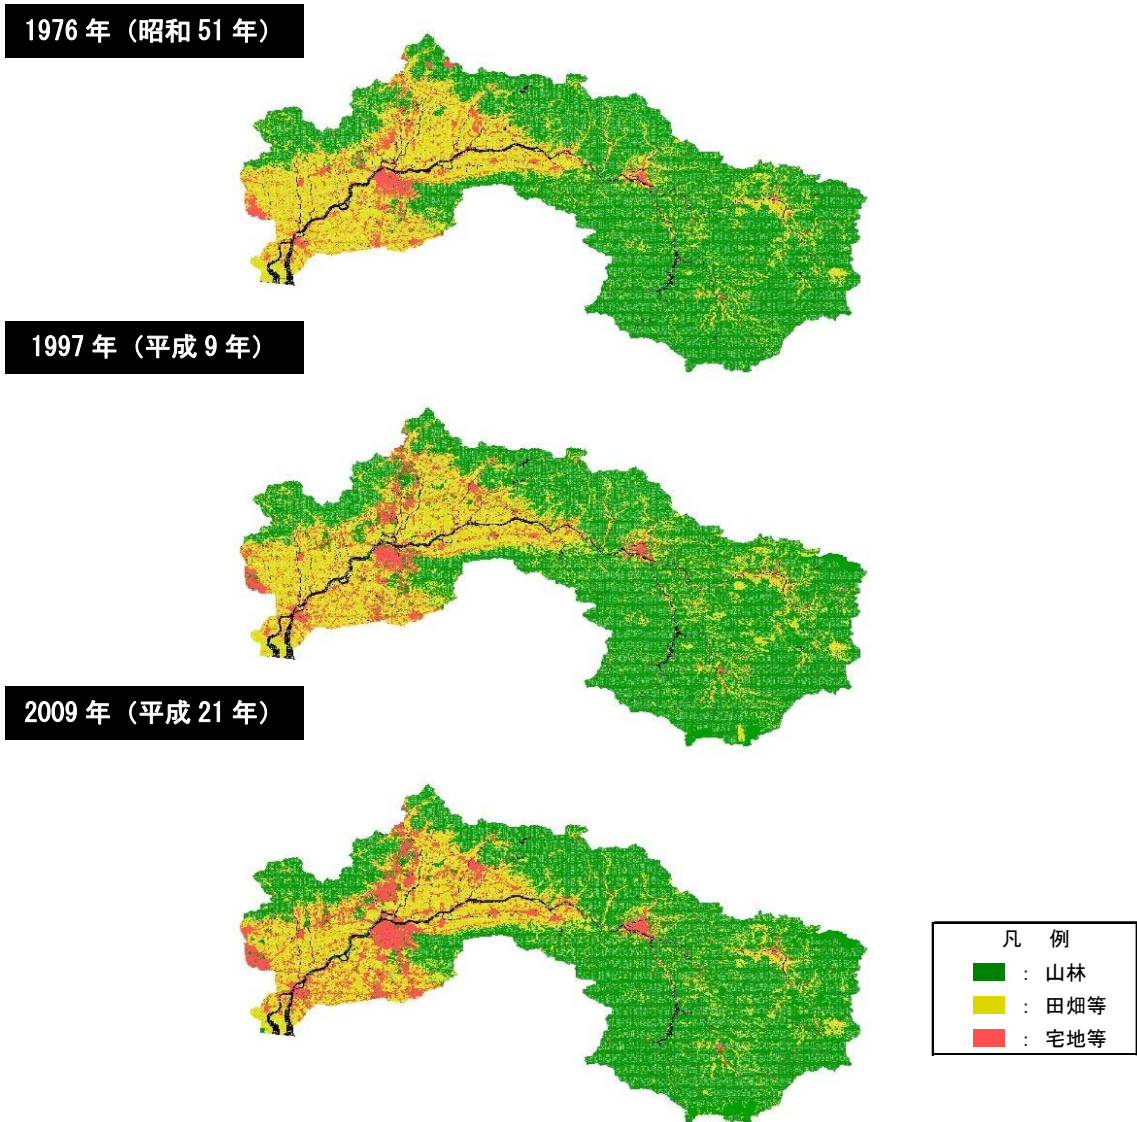 1976 年（昭和 51 年）
1997 年（平成 9 年）
2009 年（平成 21 年）
凡 例
： 山林
： 田畑等
： 宅地等